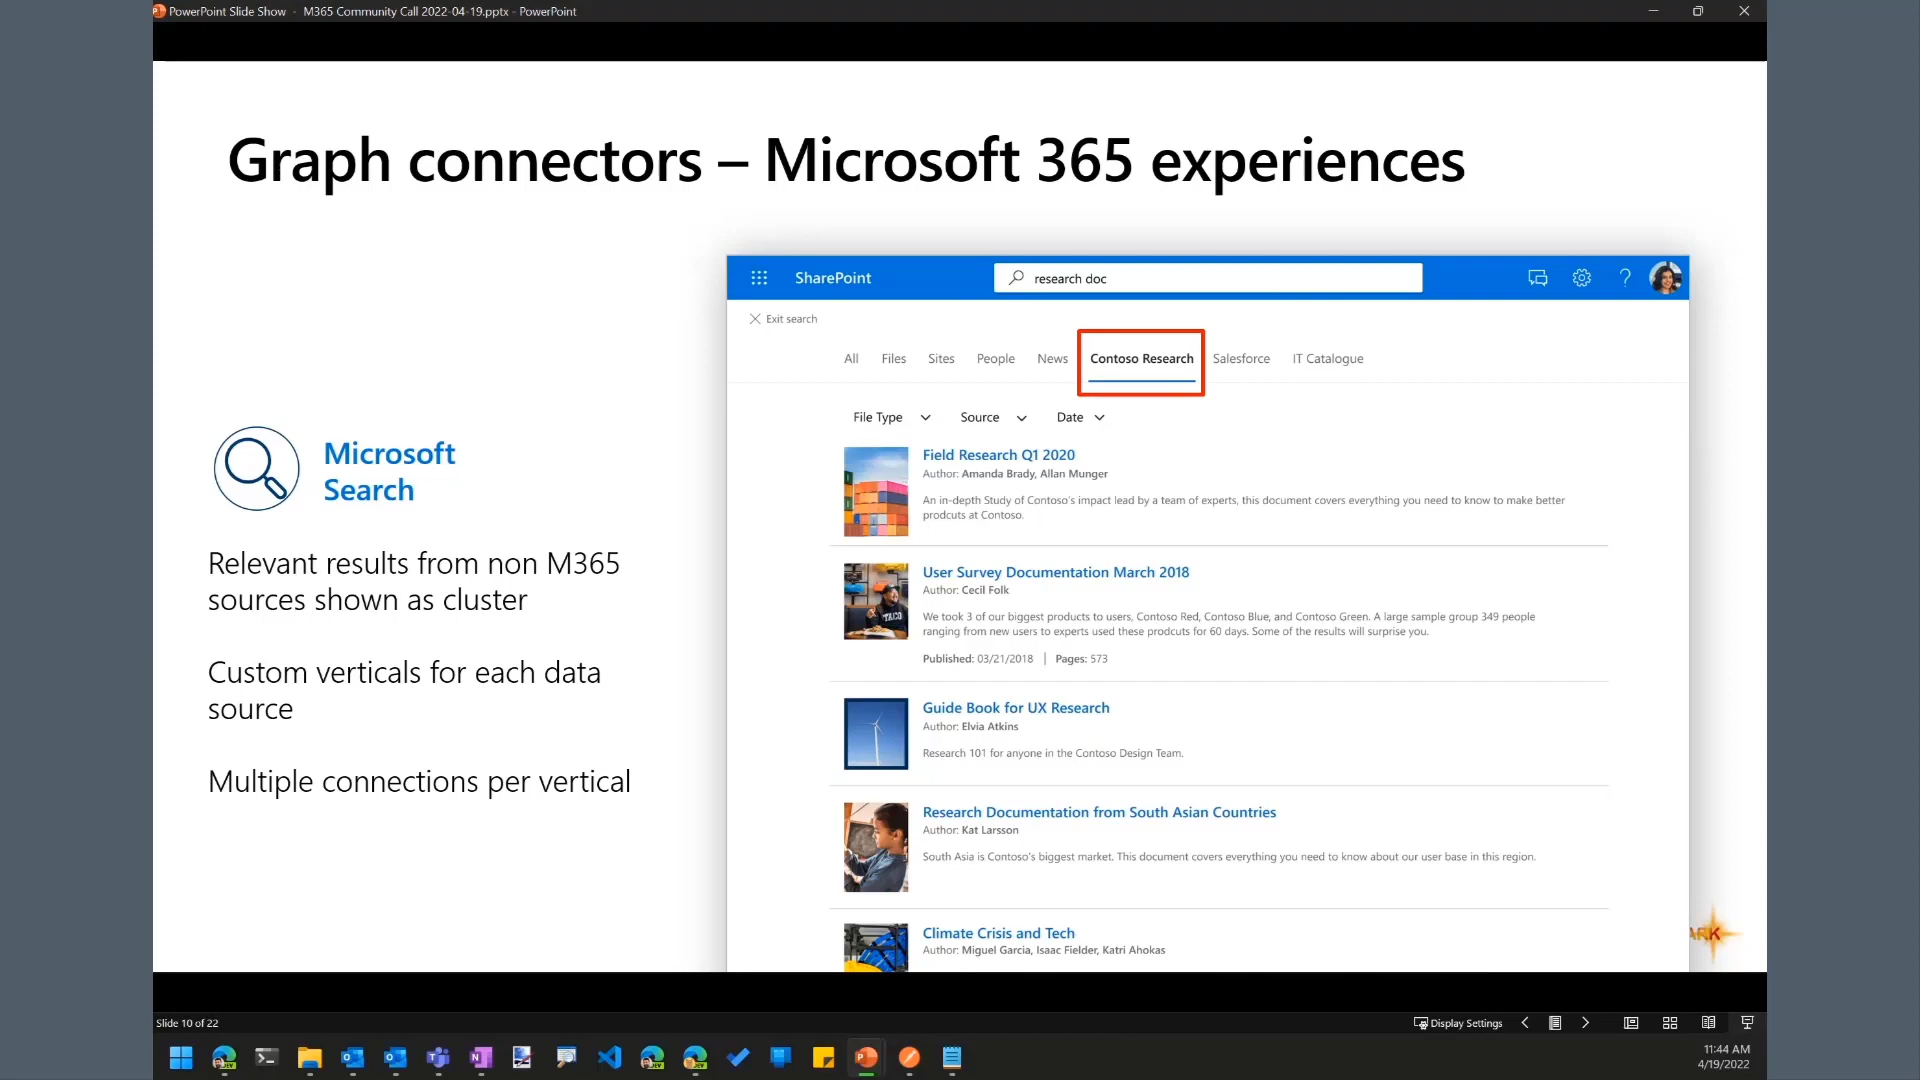 PowerPoint Slide Show - M365 Community Call 2022-04-19.pptx - PowerPoint
Graph connectors – Microsoft 365 experiences
Microsoft
Search
Relevant results from non M365
sources shown as cluster
Custom verticals for each data
source
Multiple connections per vertical
SharePoint
research doc
Exit search
All Files Sites People News Contoso Research Salesforce IT Catalogue
File Type Source Date
Field Research Q1 2020
Author: Amanda Brady, Allan Munger
An in-depth Study of Contoso's impact lead by a team of experts, this document covers everything you need to know to make better
prodcuts at Contoso.
TACO
User Survey Documentation March 2018
Author: Cecil Folk
We took 3 of our biggest products to users, Contoso Red, Contoso Blue, and Contoso Green. A large sample group 349 people
ranging from new users to experts used these prodcuts for 60 days. Some of the results will surprise you.
Published: 03/21/2018 | Pages: 573
Guide Book for UX Research
Author: Elvia Atkins
Research 101 for anyone in the Contoso Design Team.
Research Documentation from South Asian Countries
Author: Kat Larsson
South Asia is Contoso's biggest market. This document covers everything you need to know about our user base in this region.
Climate Crisis and Tech
Author: Miguel Garcia, Isaac Fielder, Katri Ahokas
ARK
Slide 10 of 22
Display Settings
11:44 AM
4/19/2022